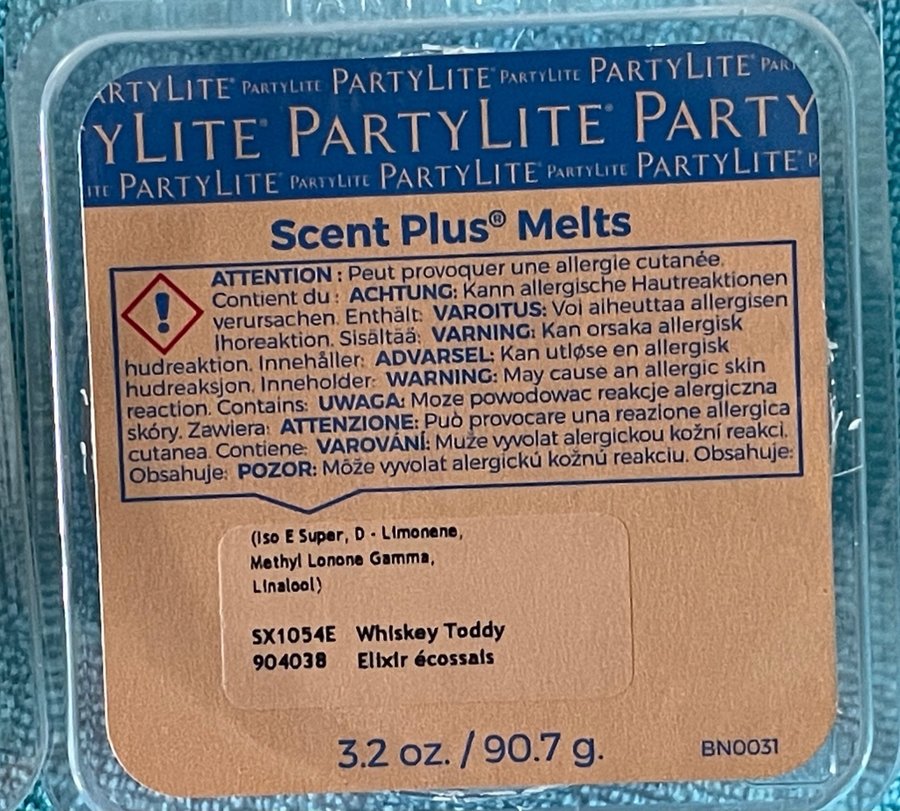 ARTYLITE® PARTYLITE PARTYLITE® PARTYLITE PARTYLITE® PAR
YLITE® PARTYLITE® PARTY
ITE PARTYLITE® PARTYLITE PARTYLITE® PARTYLITE PARTYLITE® P
Scent Plus® Melts
ATTENTION : Peut provoquer une allergie cutanée.
Contient du : ACHTUNG: Kann allergische Hautreaktionen
verursachen. Enthält: VAROITUS: Voi aiheuttaa allergisen
Ihoreaktion. Sisältää: VARNING: Kan orsaka allergisk
hudreaktion. Innehåller: ADVARSEL: Kan utløse en allergisk
hudreaksjon. Inneholder: WARNING: May cause an allergic skin
reaction. Contains: UWAGA: Moze powodowac reakcje alergiczna
skóry. Zawiera: ATTENZIONE: Può provocare una reazione allergica
cutanea. Contiene: VAROVÁNÍ: Muže vyvolat alergickou kožní reakci.
Obsahuje: POZOR: Môže vyvolat alergickú kožnú reakciu. Obsahuje:
(Iso E Super, D - Limonene,
Methyl Lonone Gamma,
Linalool)
SX1054E Whiskey Toddy
904038 Elixir écossais
3.2 oz. / 90.7 g.
BN0031